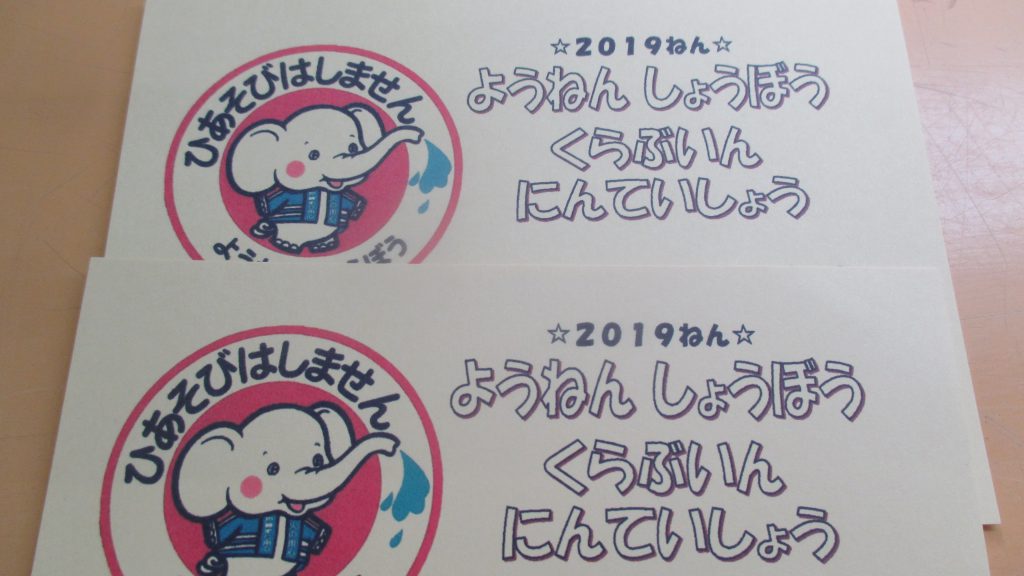 ひあそびはしません
☆2019ねん☆
ようねん しょうぼう
くらぶいん
にんていしょう
ひあそびはしません
☆2019ねん☆
ようねん しょうぼう
くらぶいん
にんていしょう